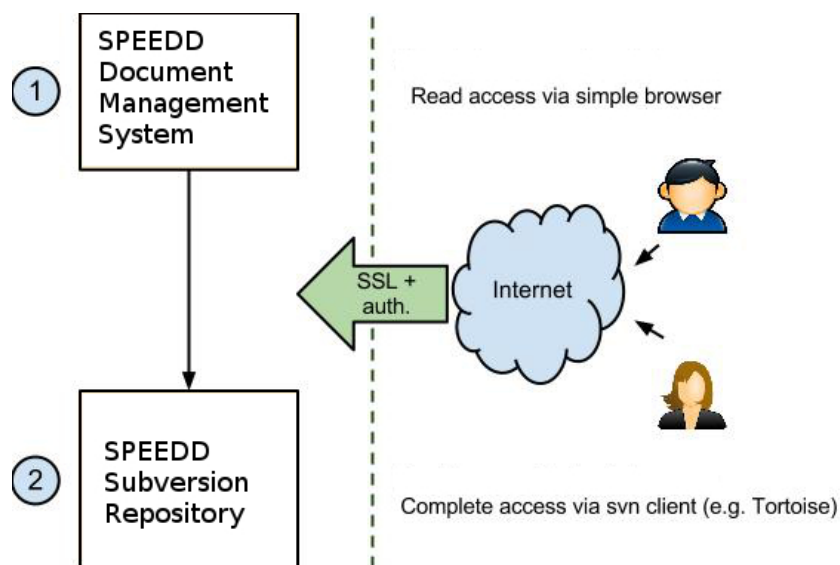 SPEEDD
Document
Management
System
1
Read access via simple browser
SSL +
auth.
Internet
SPEEDD
Subversion
Repository
2
Complete access via svn client (e.g. Tortoise)